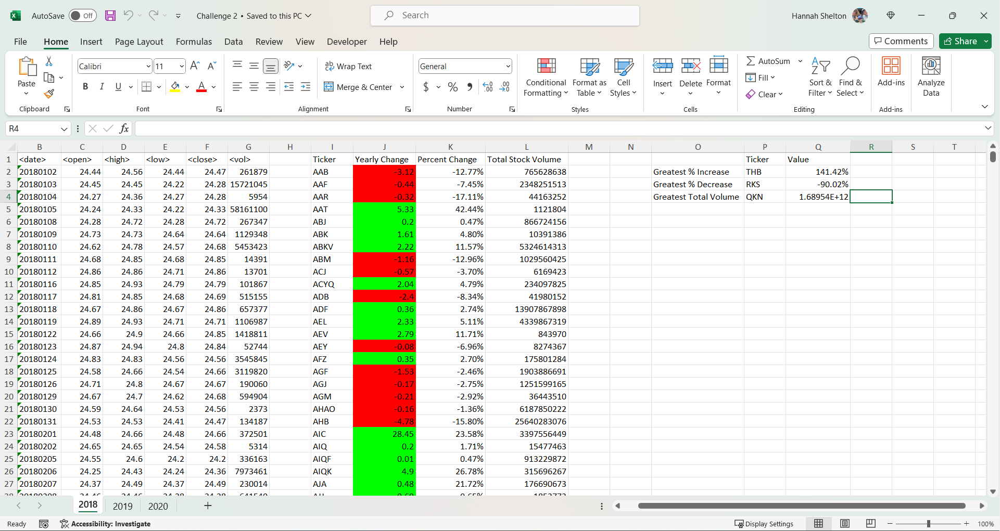 AutoSave Off Challenge 2 • Saved to this PC Search Hannah Shelton
File Home Insert Page Layout Formulas Data Review View Developer Help Comments Share
Paste
Clipboard
Calibri 11
B I U A
Font
Wrap Text
Merge & Center
Alignment
General
$ % 9 .00 .00
Number
Conditional Formatting
Format as Table
Cell Styles
Styles
Insert Delete Format
Cells
AutoSum
Fill
Clear
Sort & Filter
Find & Select
Editing
Add-ins
Add-ins
Analyze Data
R4 fx
B C D E F G H I J K L M N O P Q R S T
1 <date> <open> <high> <low> <close> <vol> Ticker Yearly Change Percent Change Total Stock Volume Ticker Value
2 20180102 24.44 24.56 24.44 24.47 261879 AAB -3.12 -12.77% 765628638 Greatest % Increase THB 141.42%
3 20180103 24.45 24.45 24.22 24.28 15721045 AAF -0.44 -7.45% 2348251513 Greatest % Decrease RKS -90.02%
4 20180104 24.27 24.36 24.27 24.28 5954 AAR -0.32 -17.11% 44163252 Greatest Total Volume QKN 1.68954E+12
5 20180105 24.24 24.33 24.22 24.33 58161100 AAT 5.33 42.44% 1121804
6 20180108 24.28 24.72 24.28 24.72 267347 ABJ 0.2 0.47% 866724156
7 20180109 24.73 24.73 24.64 24.64 1129348 ABK 1.61 4.80% 10391386
8 20180110 24.62 24.78 24.57 24.68 5453423 ABKV 2.22 11.57% 5324614313
9 20180111 24.68 24.85 24.68 24.85 14391 ABM -1.16 -12.96% 1029560425
10 20180112 24.86 24.86 24.71 24.86 13701 ACJ -0.57 -3.70% 6169423
11 20180116 24.85 24.93 24.79 24.79 101867 ACYQ 2.04 4.79% 234097825
12 20180117 24.81 24.85 24.68 24.69 515155 ADB -2.4 -8.34% 41980152
13 20180118 24.67 24.86 24.67 24.86 657377 ADF 0.36 2.74% 13907867898
14 20180119 24.89 24.93 24.71 24.71 1106987 AEL 2.33 5.11% 4339867319
15 20180122 24.66 24.9 24.66 24.85 1418811 AEV 2.79 11.71% 843970
16 20180123 24.87 24.94 24.8 24.84 52744 AEY -0.08 -6.96% 8274367
17 20180124 24.83 24.83 24.56 24.56 3545845 AFZ 0.35 2.70% 175801284
18 20180125 24.58 24.66 24.54 24.66 3119820 AGF -1.53 -2.46% 1903886691
19 20180126 24.71 24.8 24.67 24.67 190060 AGJ -0.17 -2.75% 1251599165
20 20180129 24.67 24.7 24.62 24.68 594904 AGM -0.21 -2.92% 36443510
21 20180130 24.59 24.64 24.53 24.56 2373 AHAO -0.16 -1.36% 6187850222
22 20180131 24.53 24.53 24.41 24.47 134187 AHB -4.78 -15.80% 25640283076
23 20180201 24.48 24.66 24.48 24.66 372501 AIC 28.45 23.58% 3397556449
24 20180202 24.65 24.65 24.54 24.58 5314 AIQ 0.2 1.71% 15477463
25 20180205 24.55 24.6 24.2 24.2 336163 AIQF 0.01 0.47% 913229872
26 20180206 24.25 24.43 24.24 24.36 7973461 AIQK 4.9 26.78% 315696267
27 20180207 24.37 24.49 24.37 24.49 230014 AJA 0.48 21.72% 176690673
2018 2019 2020
Ready Accessibility: Investigate Display Settings 100%